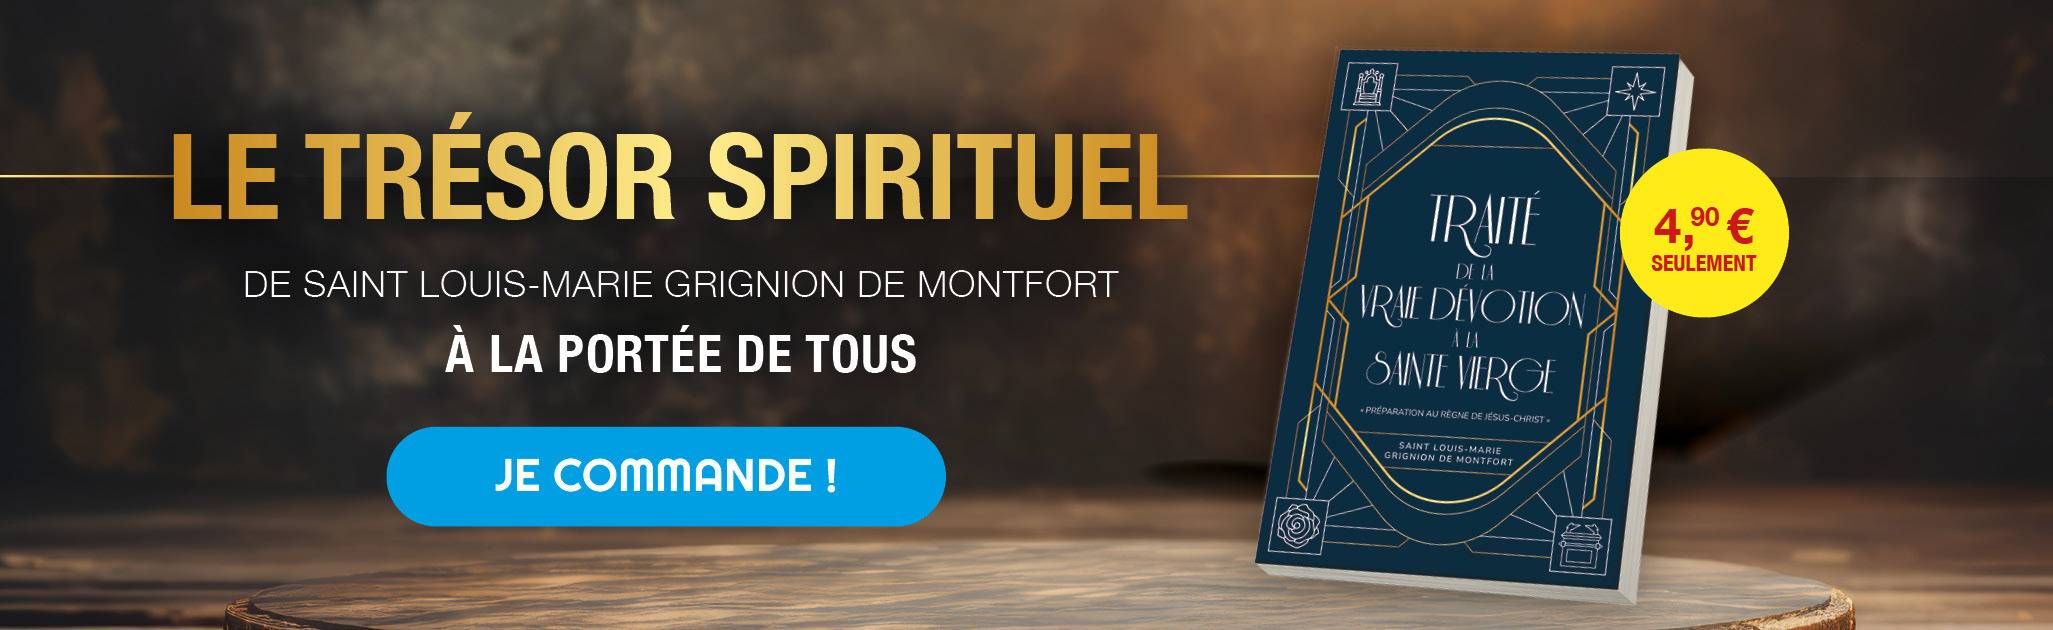 LE TRÉSOR SPIRITUEL
DE SAINT LOUIS-MARIE GRIGNION DE MONTFORT
À LA PORTÉE DE TOUS
JE COMMANDE !
TRAITÉ
DE LA
VRAIE DÉVOTION
À LA
SAINTE VIERGE
« PRÉPARATION AU RÈGNE DE JÉSUS-CHRIST »
SAINT LOUIS-MARIE
GRIGNION DE MONTFORT
4,90 €
SEULEMENT